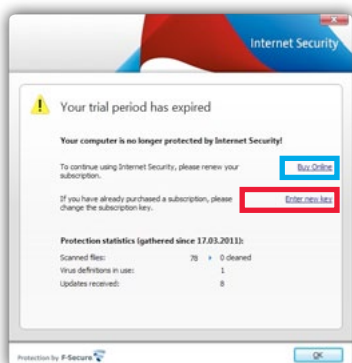 Internet Security
Your trial period has expired
Your computer is no longer protected by Internet Security!
To continue using Internet Security, please renew your Buy Online
subscription.
If you have already purchased a subscription, please Enter new key
change the subscription key.
Protection statistics (gathered since 17.03.2011):
Scanned files: 78 0 cleaned
Virus definitions in use: 1
Updates received: 8
Protection by F-Secure OK